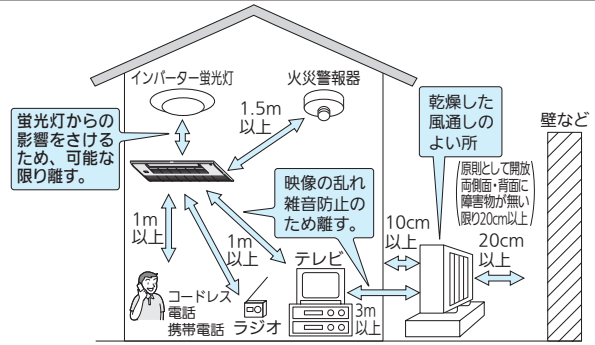 インバーター蛍光灯
火災警報器
蛍光灯からの
影響をさける
ため、可能な
限り離す。
1.5m
以上
乾燥した
風通しの
よい所
壁など
原則として開放
両側面・背面に
障害物が無い
限り20cm以上
映像の乱れ
雑音防止の
ため離す。
1m
以上
1m
以上
10cm
以上
20cm
以上
テレビ
コードレス
電話
携帯電話
ラジオ
3m
以上